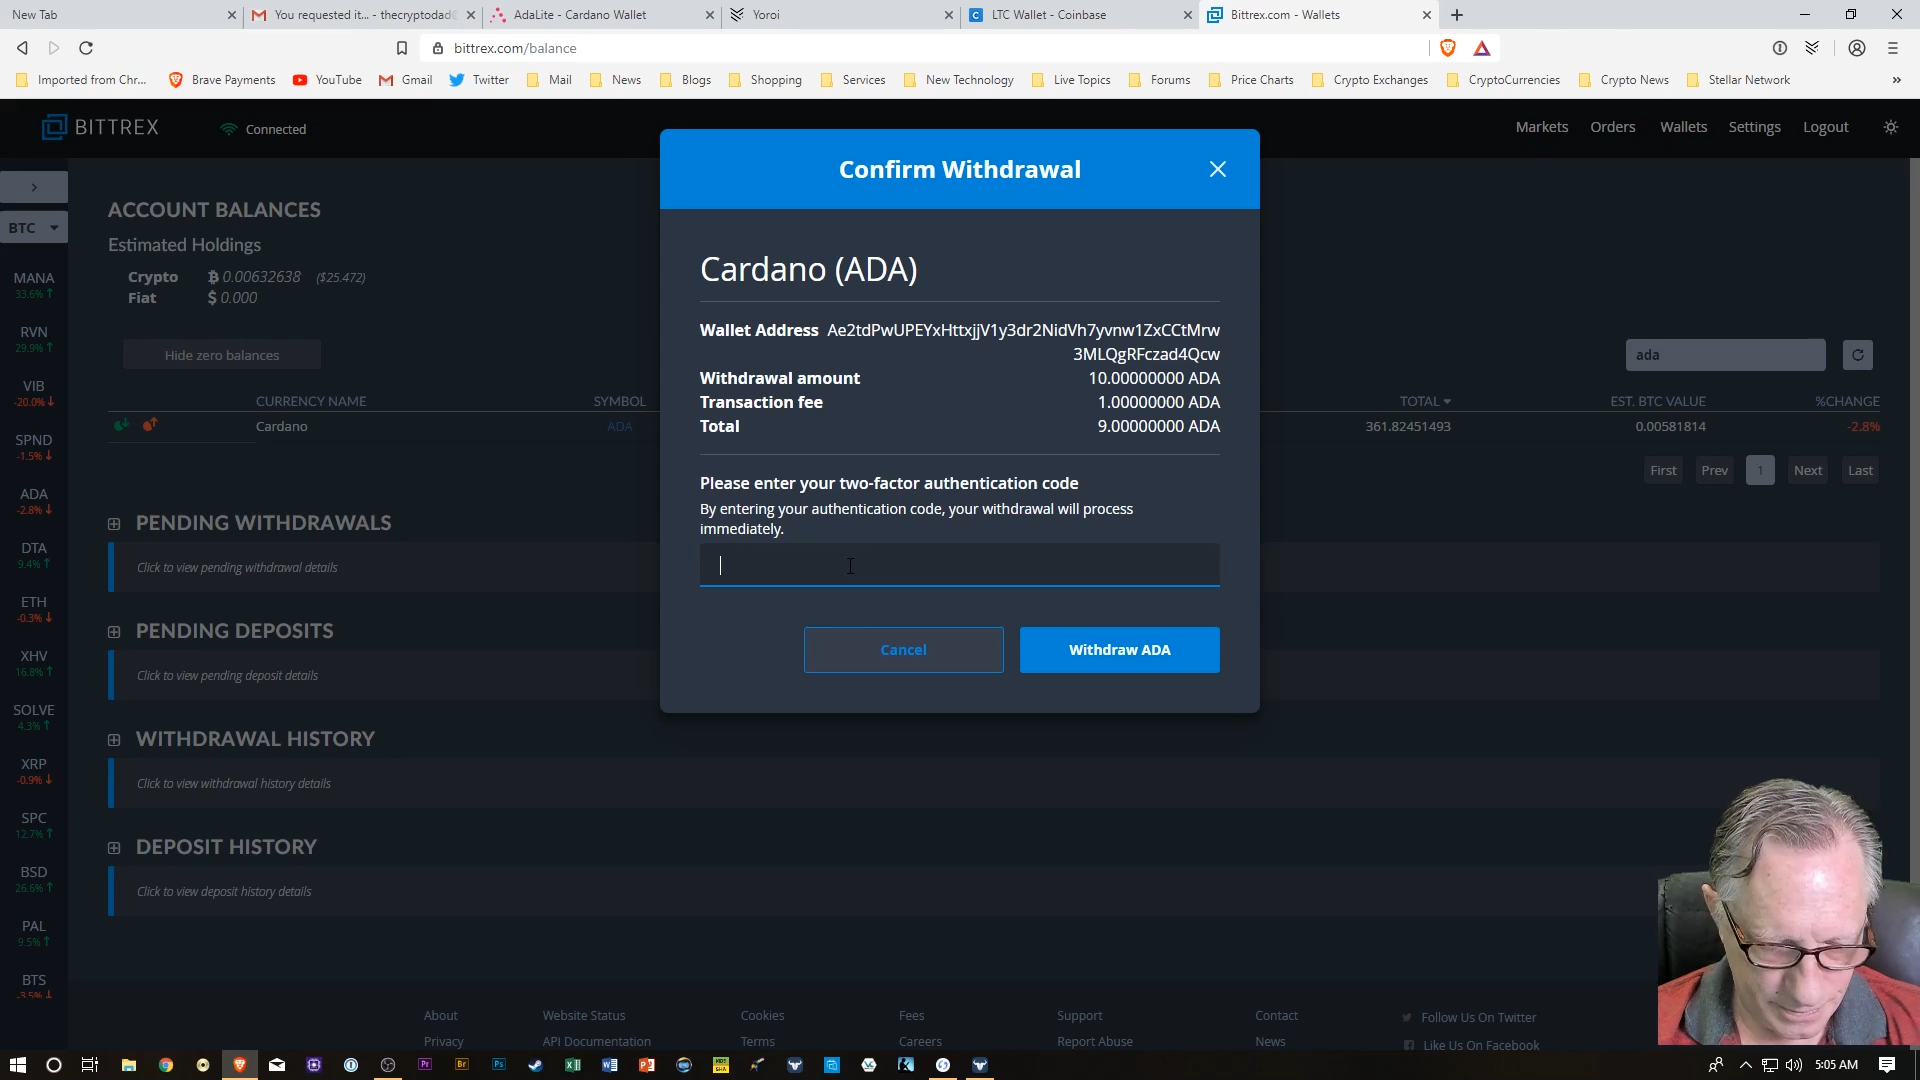 New Tab
You requested it... - thecryptodad@
AdaLite - Cardano Wallet
Yoroi
LTC Wallet - Coinbase
Bittrex.com - Wallets
bittrex.com/balance
Imported from Chr...
Brave Payments
YouTube
Gmail
Twitter
Mail
News
Blogs
Shopping
Services
New Technology
Live Topics
Forums
Price Charts
Crypto Exchanges
CryptoCurrencies
Crypto News
Stellar Network
»
BITTREX
Connected
Markets
Orders
Wallets
Settings
Logout
BTC
MANA
33.6% ↑
RVN
29.9% ↑
VIB
-20.0% ↓
SPND
-1.5% ↓
ADA
-2.8% ↓
DTA
9.4% ↑
ETH
-0.3% ↓
XHV
16.8% ↑
SOLVE
4.3% ↑
XRP
-0.9% ↓
SPC
12.7% ↑
BSD
26.6% ↑
PAL
9.5% ↑
BTS
-3.5% ↓
ACCOUNT BALANCES
Estimated Holdings
Crypto ₿ 0.00632638 ($25.472)
Fiat $ 0.000
Hide zero balances
ada
CURRENCY NAME
SYMBOL
TOTAL
EST. BTC VALUE
%CHANGE
Cardano
ADA
361.82451493
0.00581814
-2.8%
First
Prev
1
Next
Last
PENDING WITHDRAWALS
Click to view pending withdrawal details
PENDING DEPOSITS
Click to view pending deposit details
WITHDRAWAL HISTORY
Click to view withdrawal history details
DEPOSIT HISTORY
Click to view deposit history details
Confirm Withdrawal
Cardano (ADA)
Wallet Address Ae2tdPwUPEYxHttxjjV1y3dr2NidVh7yvnw1ZxCCtMrw
3MLQgRFczad4Qcw
Withdrawal amount 10.00000000 ADA
Transaction fee 1.00000000 ADA
Total 9.00000000 ADA
Please enter your two-factor authentication code
By entering your authentication code, your withdrawal will process
immediately.
Cancel
Withdraw ADA
About
Website Status
Cookies
Fees
Support
Contact
Follow Us On Twitter
Privacy
API Documentation
Terms
Careers
Report Abuse
News
Like Us On Facebook
5:05 AM